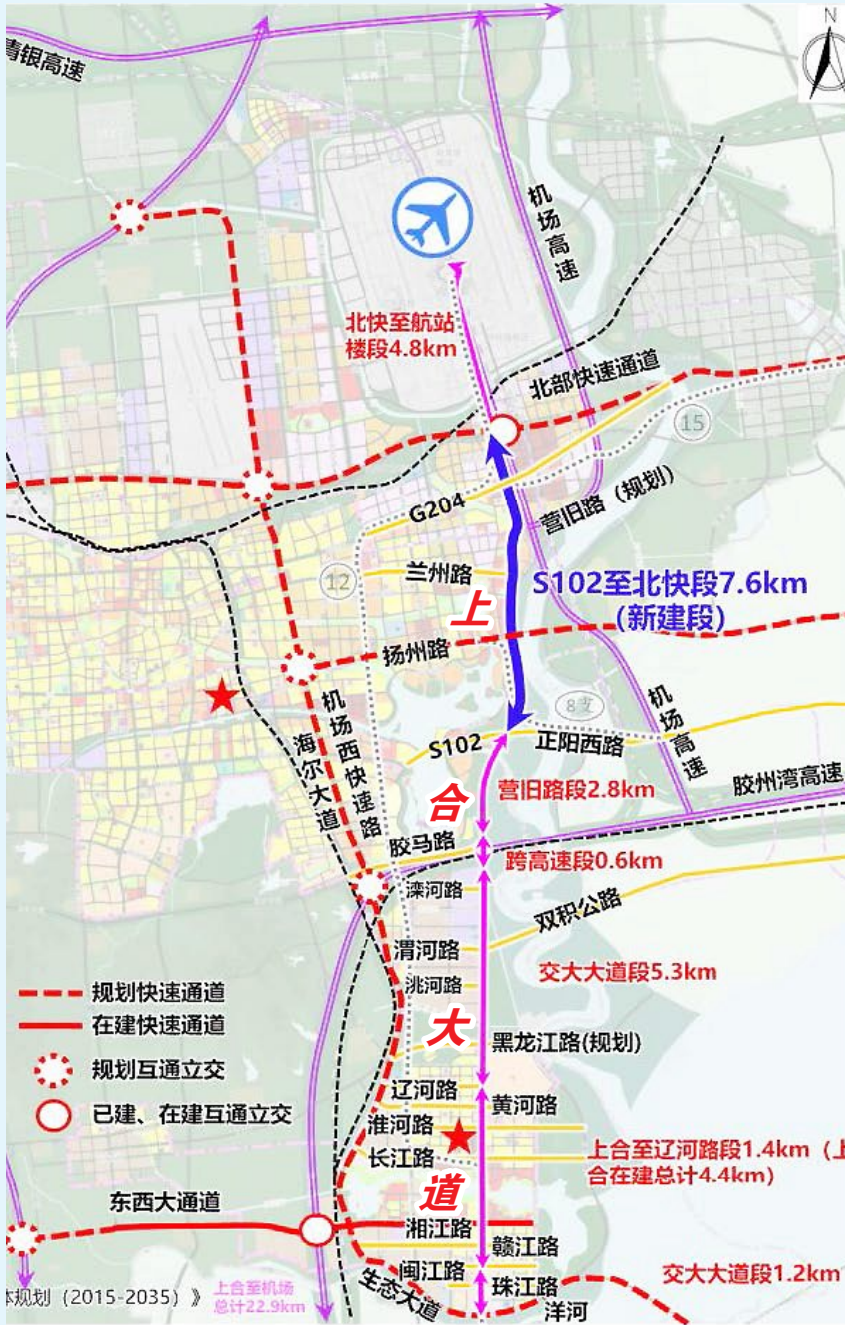 N
青银高速
机场高速
北快至航站
楼段4.8km
北部快速通道
15
G204
营旧路（规划）
12
兰州路
上
S102至北快段7.6km
(新建段)
扬州路
8支
机场西快速路
海尔大道
机场高速
S102
正阳西路
营旧路段2.8km
合
胶州湾高速
胶马路
跨高速段0.6km
滦河路
双积公路
渭河路
交大大道段5.3km
洮河路
规划快速通道
在建快速通道
大
黑龙江路(规划)
规划互通立交
辽河路
黄河路
已建、在建互通立交
淮河路
上合至辽河路段1.4km（上
合在建总计4.4km）
长江路
道
东西大通道
湘江路
赣江路
闽江路
交大大道段1.2km
生态大道
珠江路
洋河
体规划（2015-2035）》
上合至机场
总计22.9km